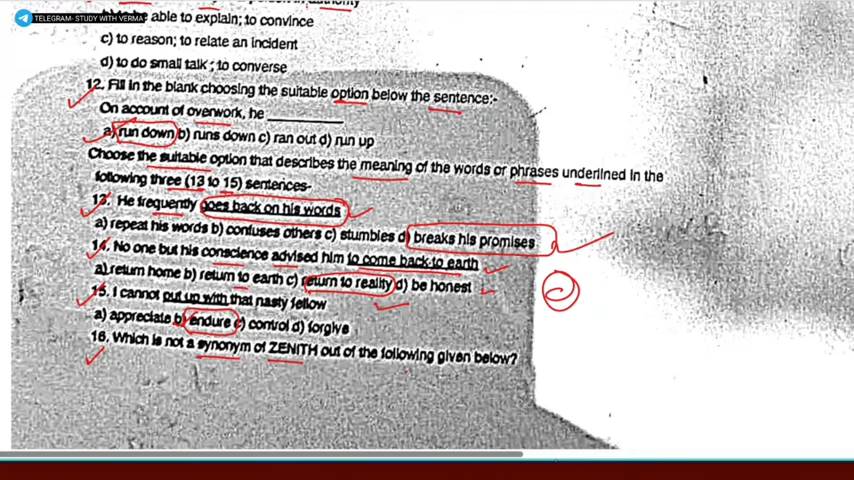 TELEGRAM- STUDY WITH VERMA
able to explain; to convince
c) to reason; to relate an incident
d) to do small talk ; to converse
12. Fill in the blank choosing the suitable option below the sentence:-
On account of overwork, he ________
a) run down b) runs down c) ran out d) run up
Choose the suitable option that describes the meaning of the words or phrases underlined in the
following three (13 to 15) sentences-
13. He frequently goes back on his words
a) repeat his words b) confuses others c) stumbles d) breaks his promises
14. No one but his conscience advised him to come back to earth
a) return home b) return to earth c) return to reality d) be honest
15. I cannot put up with that nasty fellow
a) appreciate b) endure c) control d) forgive
16. Which is not a synonym of ZENITH out of the following given below?